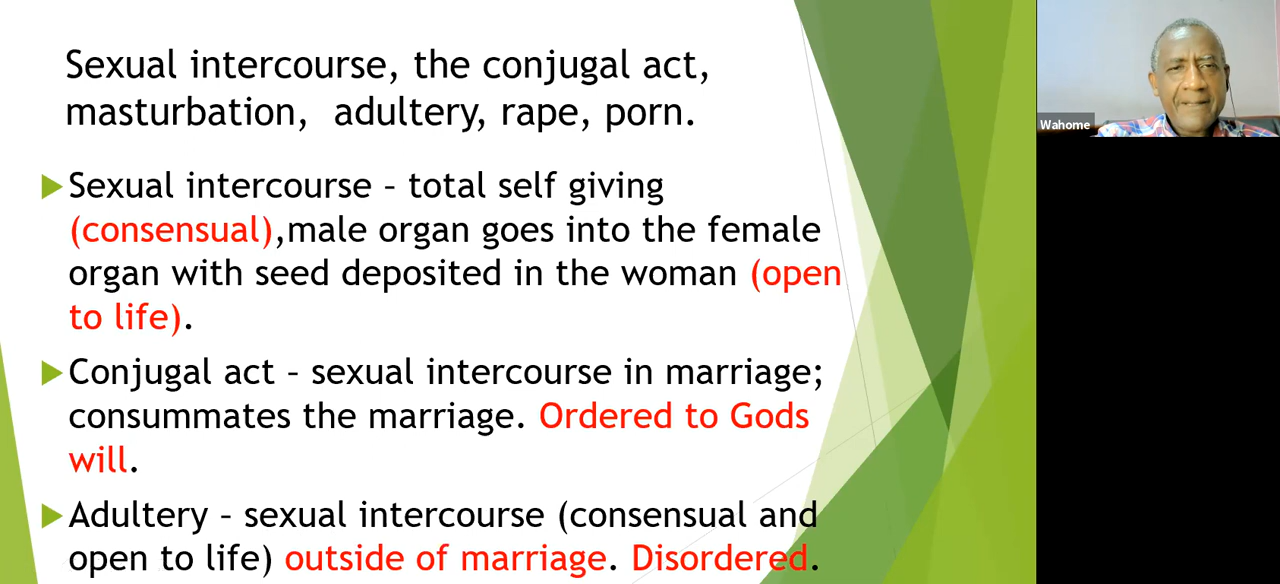 Sexual intercourse, the conjugal act,
masturbation,  adultery, rape, porn.
Sexual intercourse – total self giving
(consensual),male organ goes into the female
organ with seed deposited in the woman (open
to life).
Conjugal act – sexual intercourse in marriage;
consummates the marriage. Ordered to Gods
will.
Adultery – sexual intercourse (consensual and
open to life) outside of marriage. Disordered.
Wahome